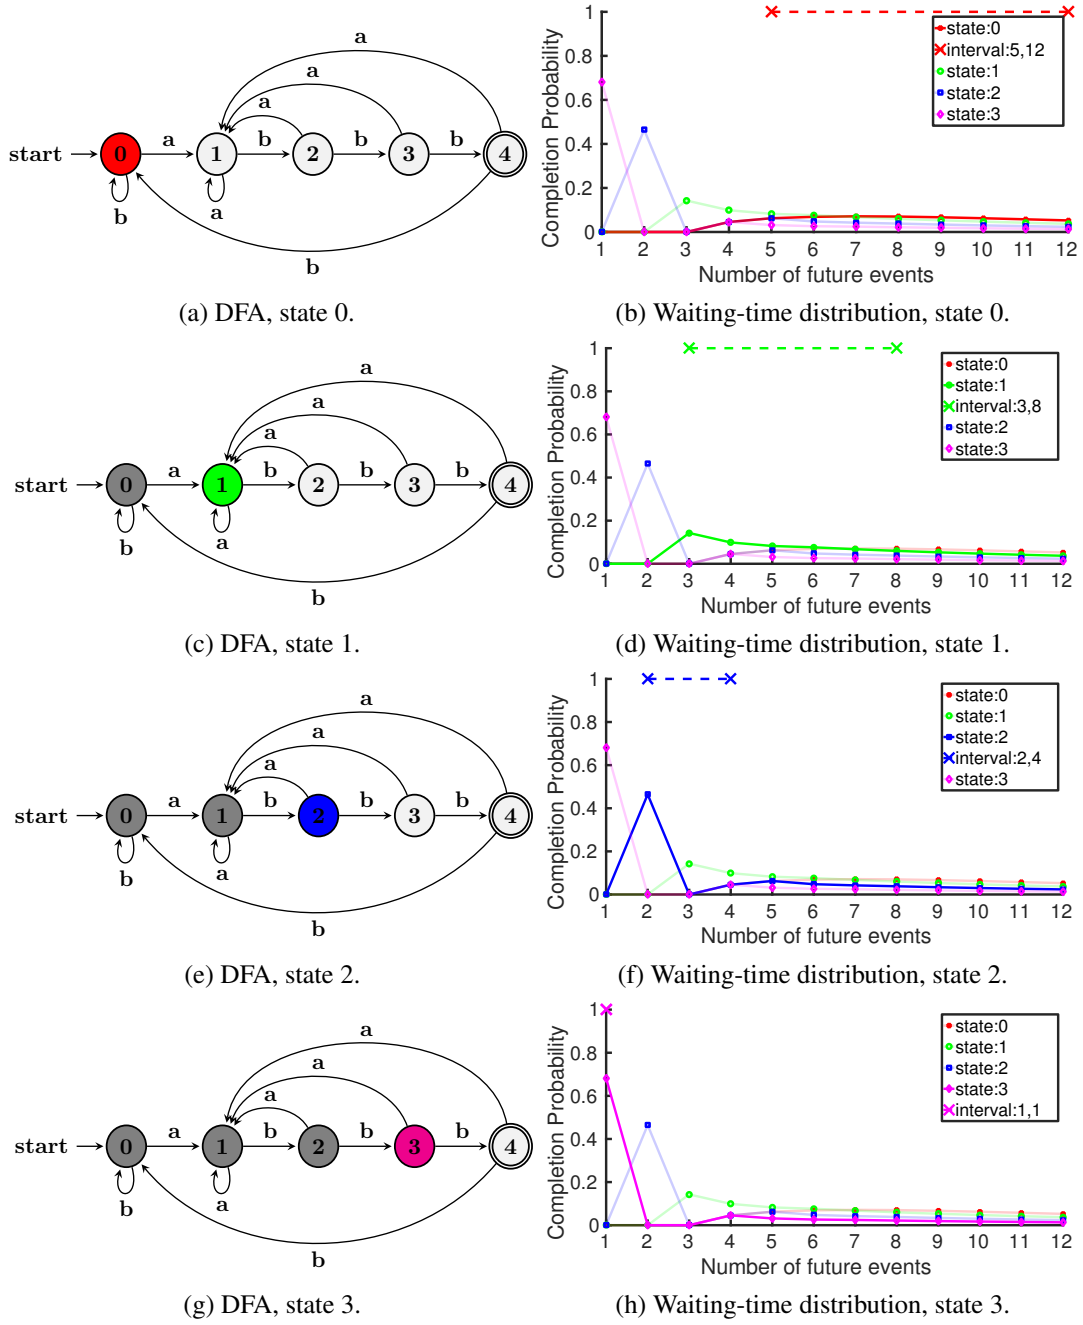 start
0
1
2
3
4
a
b
b
b
b
a
a
a
a
b
Completion Probability
1
0.8
0.6
0.4
0.2
0
1 2 3 4 5 6 7 8 9 10 11 12
Number of future events
state:0
interval:5,12
state:1
state:2
state:3
(a) DFA, state 0.
(b) Waiting-time distribution, state 0.
start
0
1
2
3
4
a
b
b
b
b
a
a
a
a
b
Completion Probability
1
0.8
0.6
0.4
0.2
0
1 2 3 4 5 6 7 8 9 10 11 12
Number of future events
state:0
state:1
interval:3,8
state:2
state:3
(c) DFA, state 1.
(d) Waiting-time distribution, state 1.
start
0
1
2
3
4
a
b
b
b
b
a
a
a
a
b
Completion Probability
1
0.8
0.6
0.4
0.2
0
1 2 3 4 5 6 7 8 9 10 11 12
Number of future events
state:0
state:1
state:2
interval:2,4
state:3
(e) DFA, state 2.
(f) Waiting-time distribution, state 2.
start
0
1
2
3
4
a
b
b
b
b
a
a
a
a
b
Completion Probability
1
0.8
0.6
0.4
0.2
0
1 2 3 4 5 6 7 8 9 10 11 12
Number of future events
state:0
state:1
state:2
state:3
interval:1,1
(g) DFA, state 3.
(h) Waiting-time distribution, state 3.